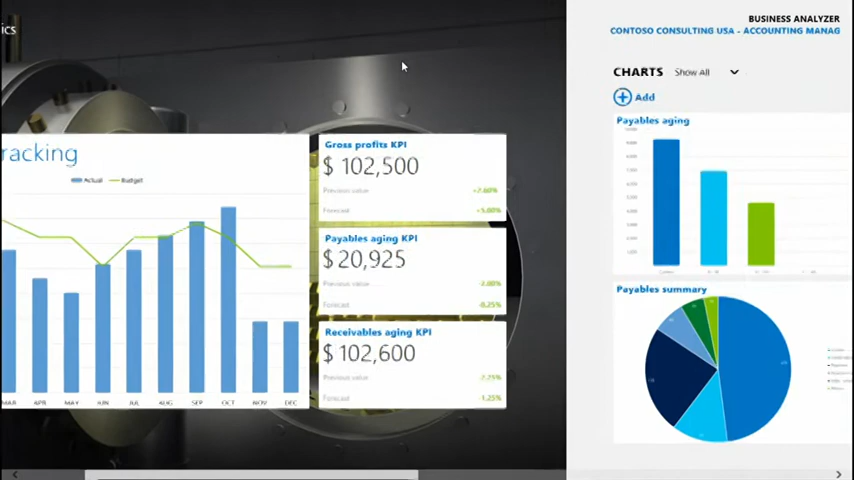 ics
BUSINESS ANALYZER
CONTOSO CONSULTING USA - ACCOUNTING MANAG
CHARTS Show All
Add
racking
Actual Budget
MAR APR MAY JUN JUL AUG SEP OCT NOV DEC
Gross profits KPI
$ 102,500
Previous value +2.60%
Forecast +5.00%
Payables aging KPI
$ 20,925
Previous value
Forecast -8.25%
Receivables aging KPI
$ 102,600
Previous value -2.25%
Forecast -1.25%
Payables aging
Payables summary